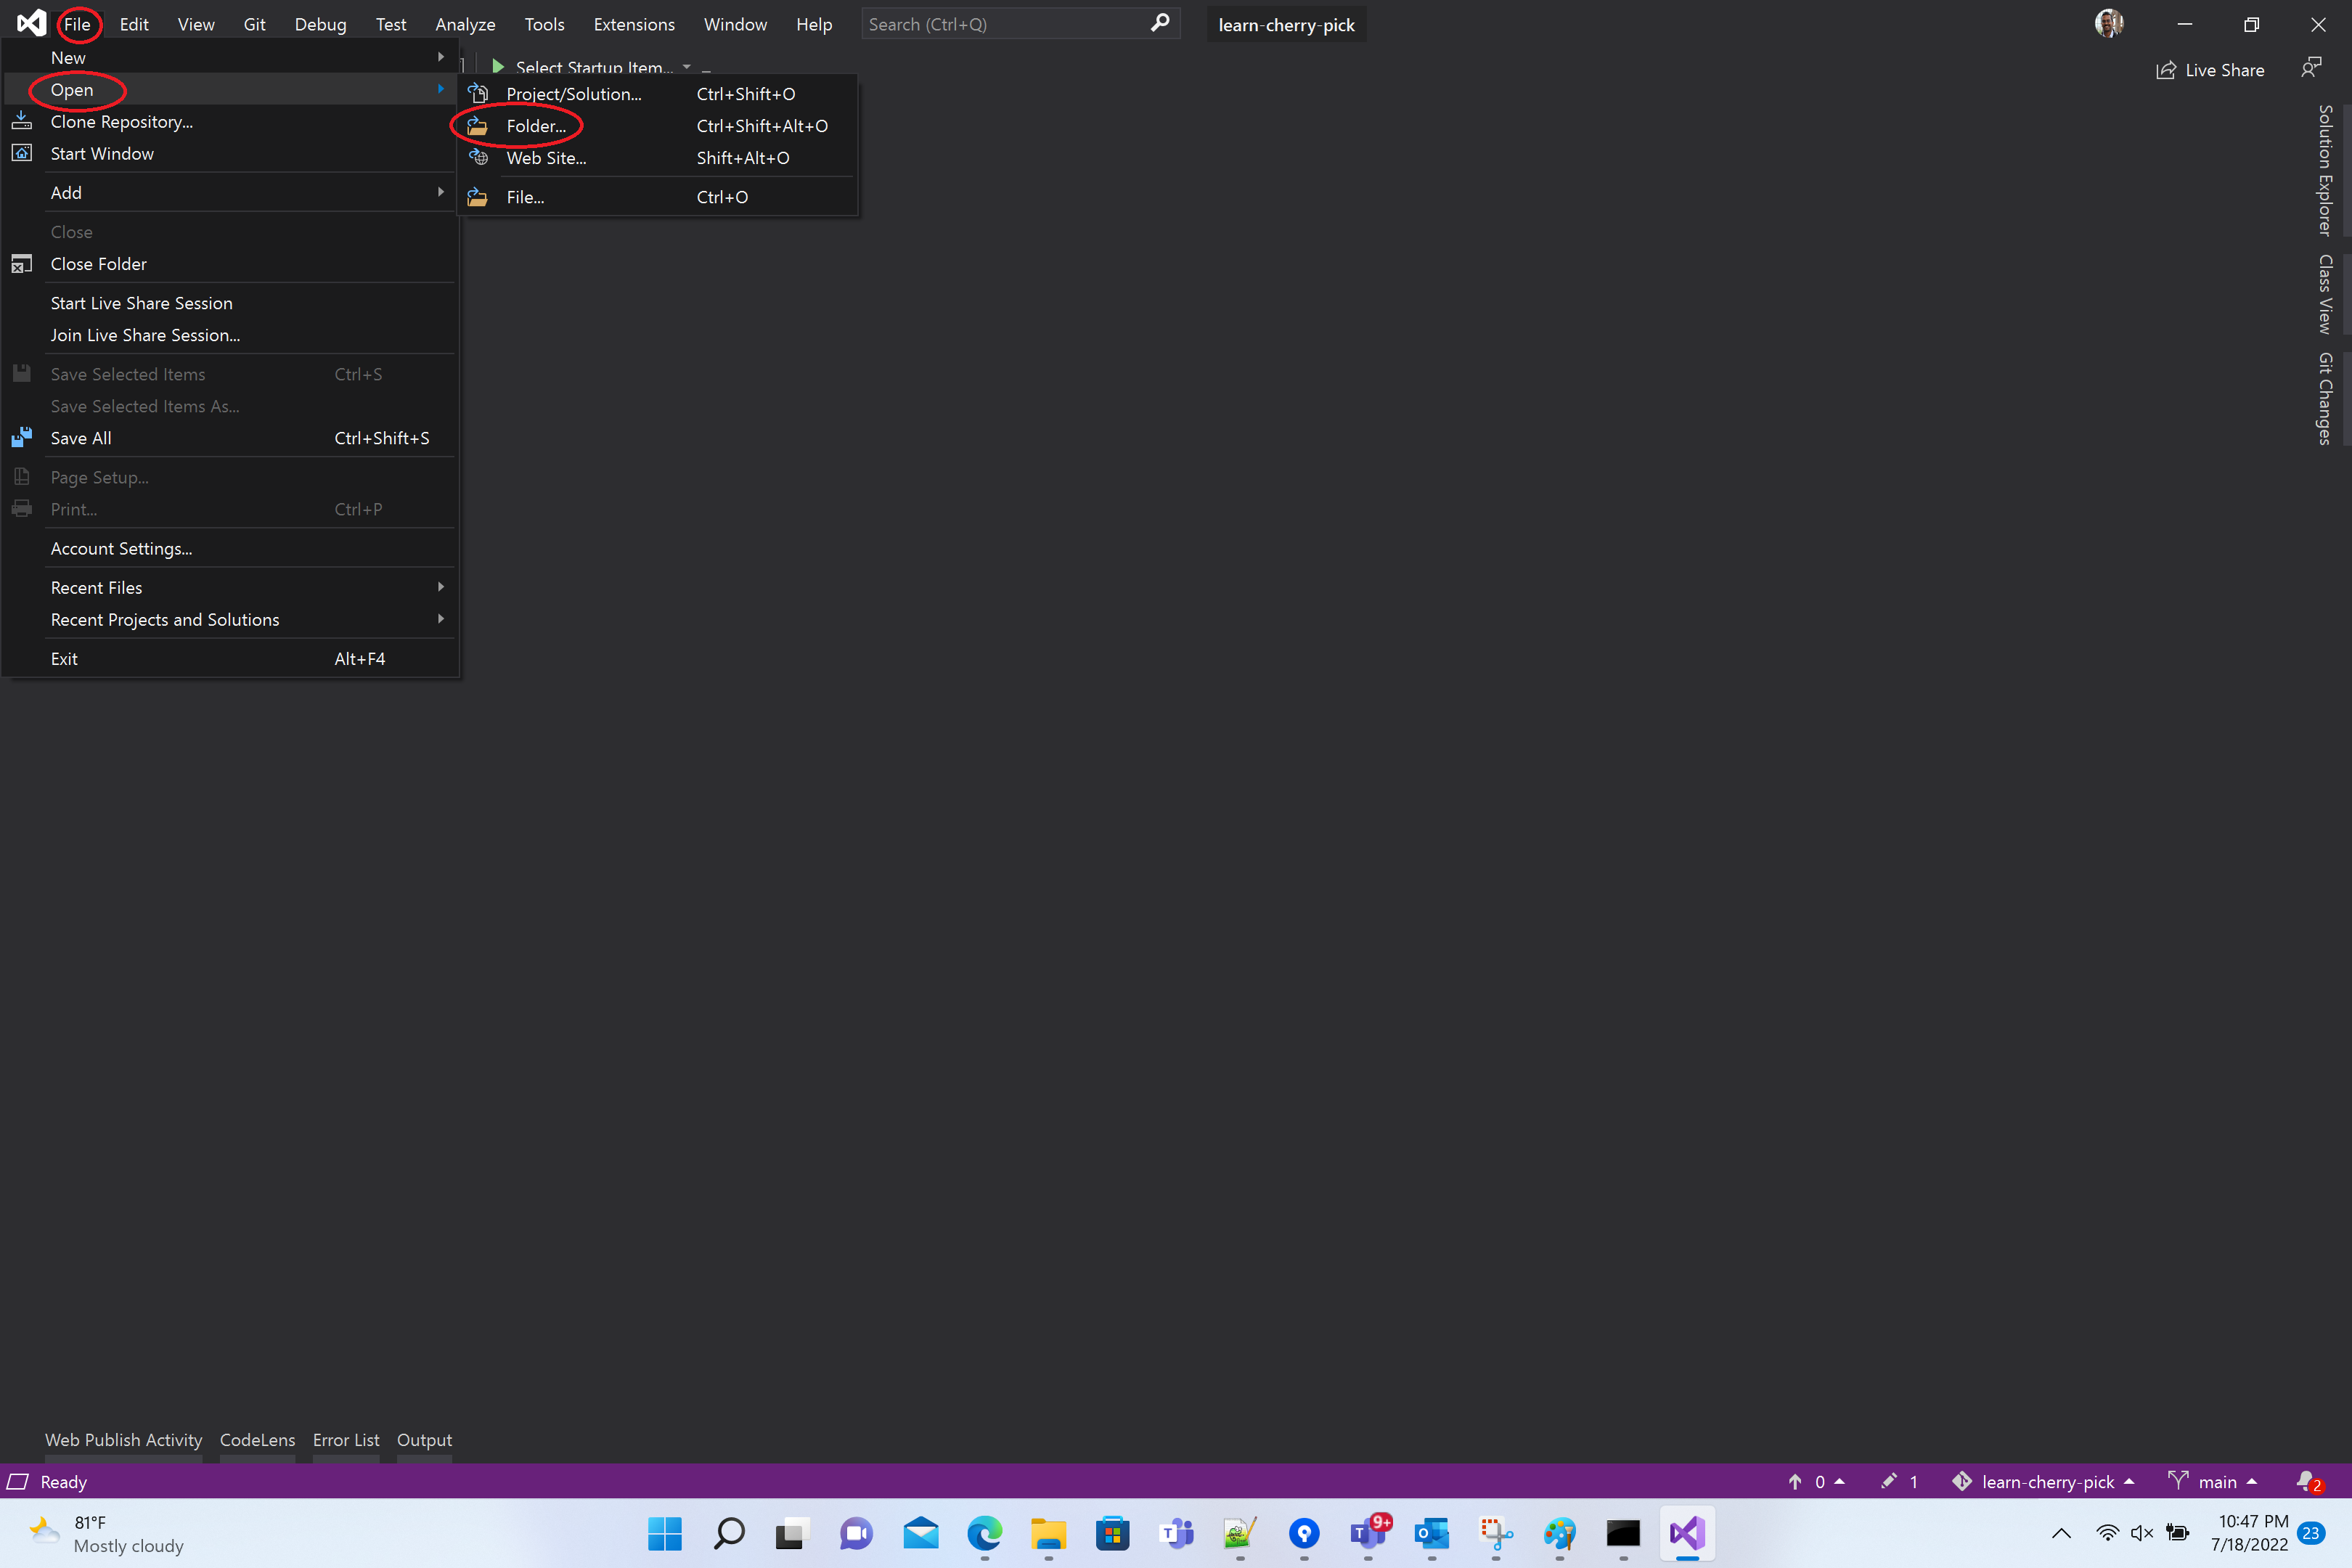 File Edit View Git Debug Test Analyze Tools Extensions Window Help Search (Ctrl+Q) learn-cherry-pick
Select Startup Item...
Live Share
New
Open
Clone Repository...
Start Window
Add
Close
Close Folder
Start Live Share Session
Join Live Share Session...
Save Selected Items Ctrl+S
Save Selected Items As...
Save All Ctrl+Shift+S
Page Setup...
Print... Ctrl+P
Account Settings...
Recent Files
Recent Projects and Solutions
Exit Alt+F4
Project/Solution... Ctrl+Shift+O
Folder... Ctrl+Shift+Alt+O
Web Site... Shift+Alt+O
File... Ctrl+O
Solution Explorer
Class View
Git Changes
Web Publish Activity CodeLens Error List Output
Ready 0 1 learn-cherry-pick main 2
81°F
Mostly cloudy
T
T 9+
O
10:47 PM
7/18/2022
23